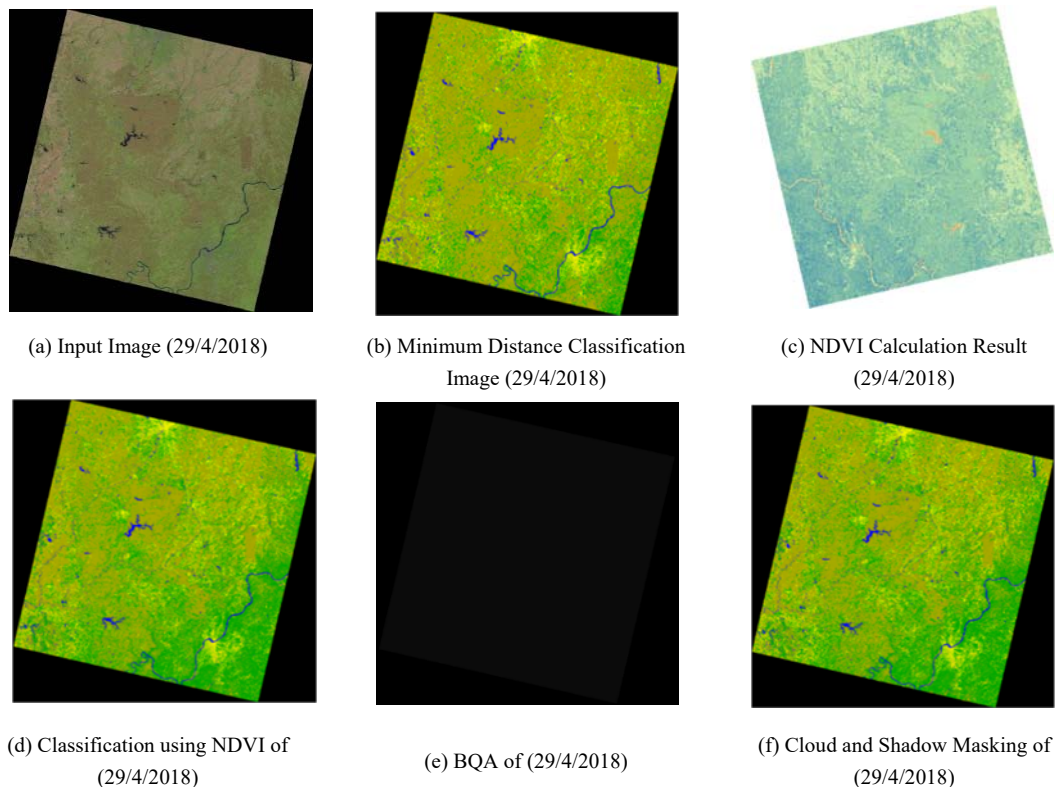 (a) Input Image (29/4/2018)
(b) Minimum Distance Classification
Image (29/4/2018)
(c) NDVI Calculation Result
(29/4/2018)
(d) Classification using NDVI of
(29/4/2018)
(e) BQA of (29/4/2018)
(f) Cloud and Shadow Masking of
(29/4/2018)